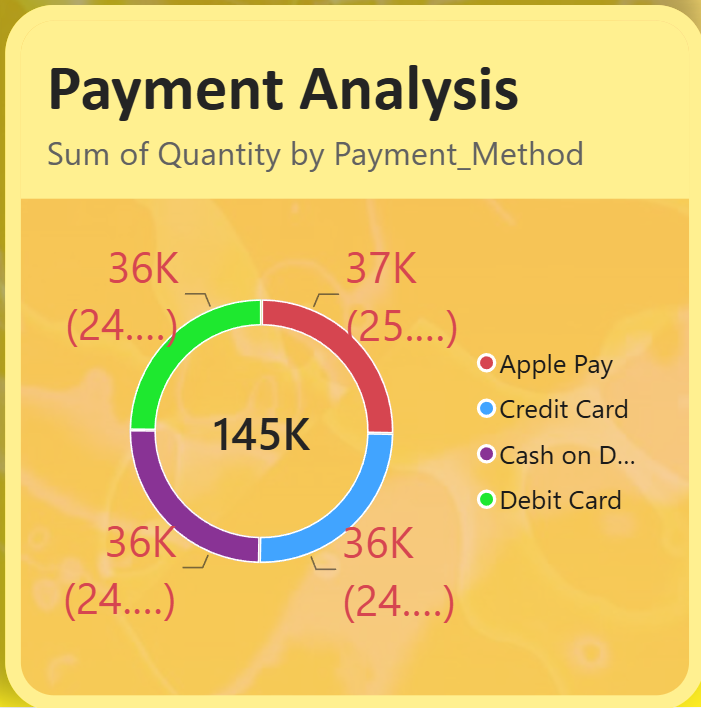 Payment Analysis
Sum of Quantity by Payment_Method
36K
(24....)
37K
(25....)
145K
36K
(24....)
36K
(24....)
Apple Pay
Credit Card
Cash on D...
Debit Card